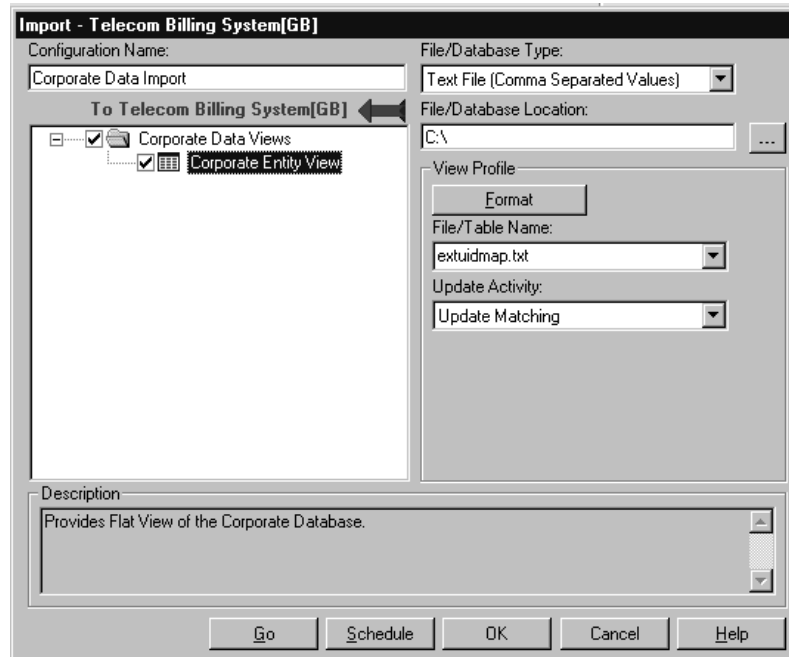 Import - Telecom Billing System[GB]
Configuration Name:
Corporate Data Import
To Telecom Billing System[GB]
Corporate Data Views
Corporate Entity View
File/Database Type:
Text File (Comma Separated Values)
File/Database Location:
C:\
...
View Profile
Format
File/Table Name:
extuidmap.txt
Update Activity:
Update Matching
Description
Provides Flat View of the Corporate Database.
Go Schedule OK Cancel Help